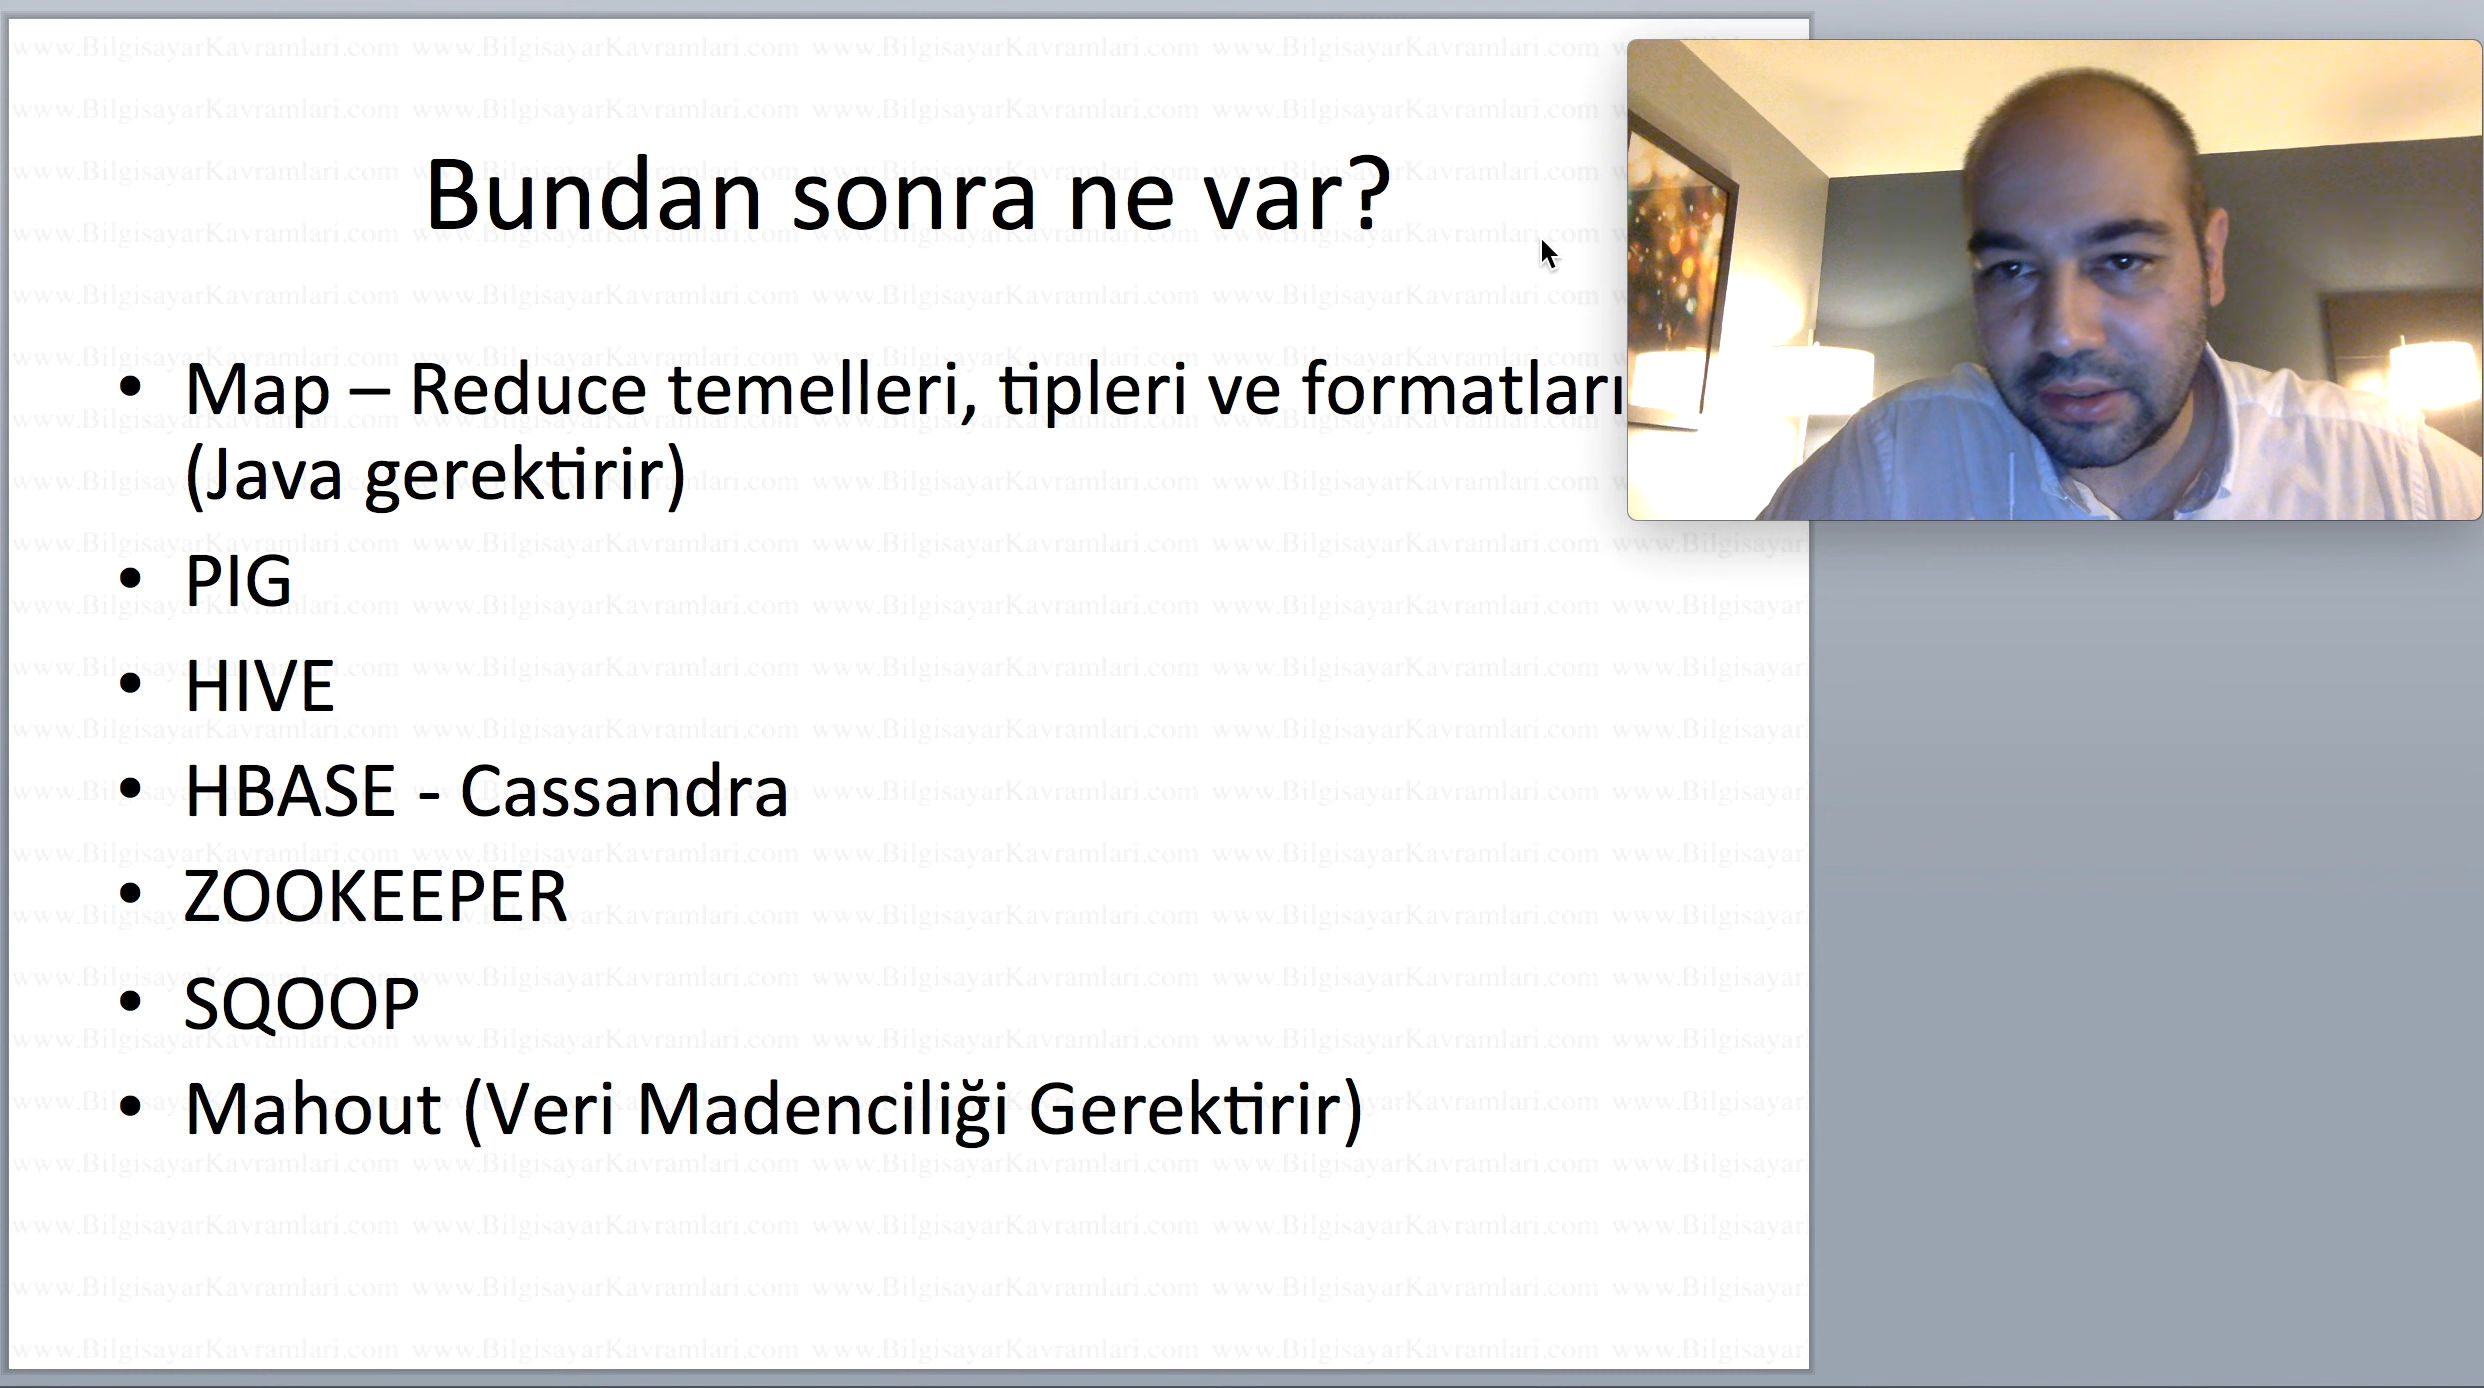 Bundan sonra ne var?
• Map – Reduce temelleri, tipleri ve formatları
(Java gerektirir)
• PIG
• HIVE
• HBASE - Cassandra
• ZOOKEEPER
• SQOOP
• Mahout (Veri Madenciliği Gerektirir)
www.BilgisayarKavramlari.com